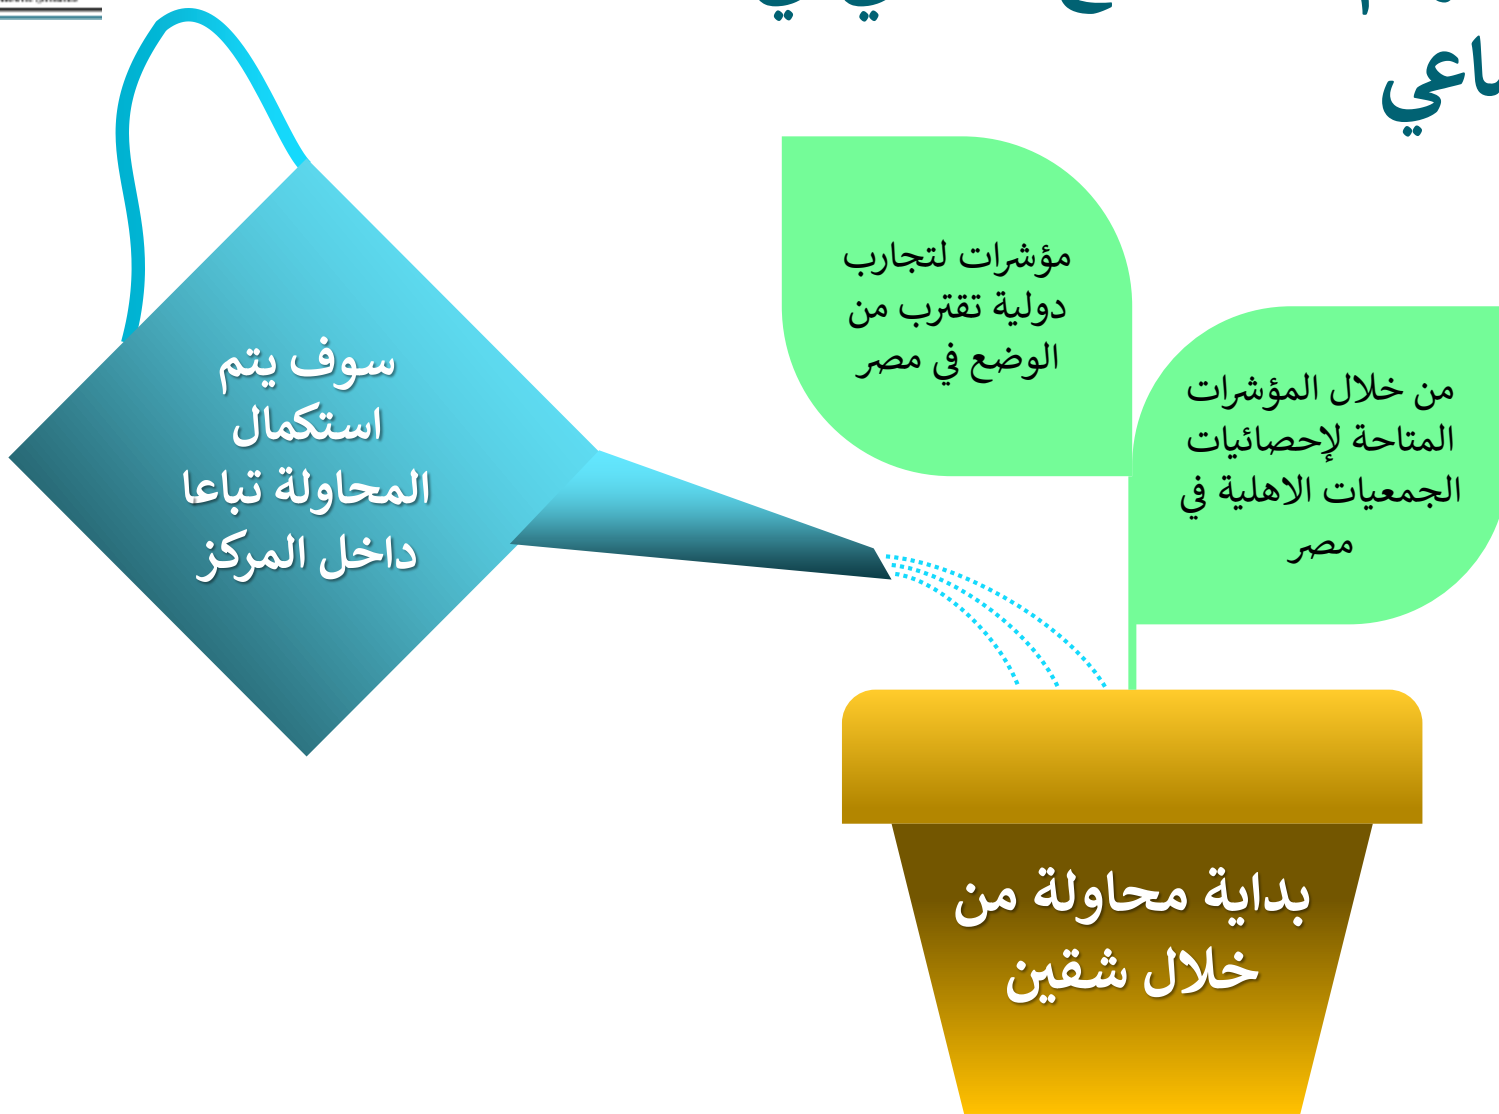 مؤشرات لتجارب
دولية تقترب من
الوضع في مصر
من خلال المؤشرات
المتاحة لإحصائيات
الجمعيات الاهلية في
مصر
سوف يتم
استكمال
المحاولة تباعا
داخل المركز
بداية محاولة من
خلال شقين